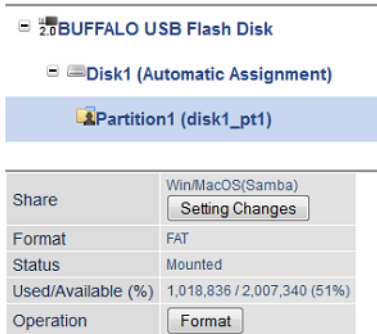 2.0 BUFFALO USB Flash Disk
Disk1 (Automatic Assignment)
Partition1 (disk1_pt1)
Share Win/MacOS(Samba)
Setting Changes
Format FAT
Status Mounted
Used/Available (%) 1,018,836 / 2,007,340 (51%)
Operation Format